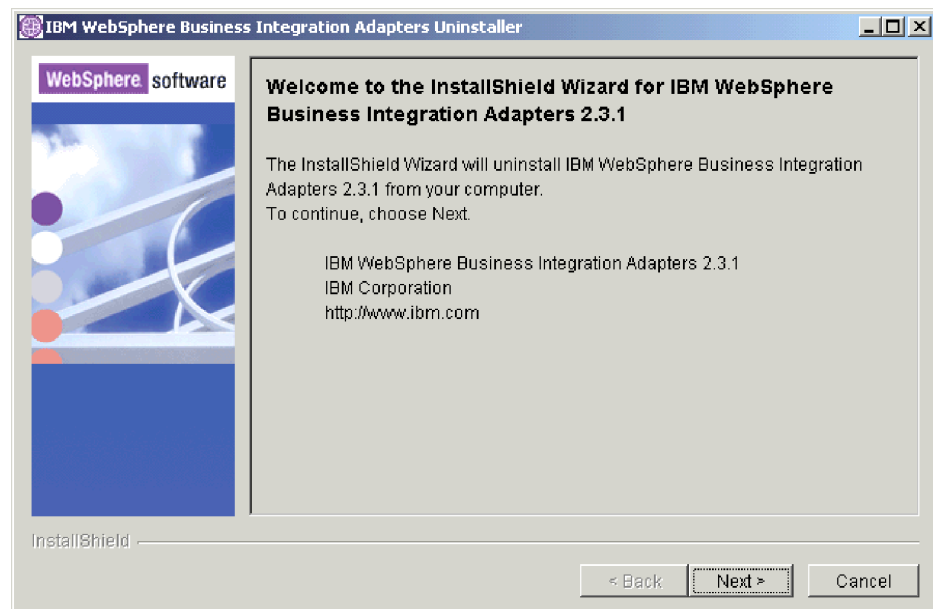 IBM WebSphere Business Integration Adapters Uninstaller
WebSphere software
Welcome to the InstallShield Wizard for IBM WebSphere
Business Integration Adapters 2.3.1
The InstallShield Wizard will uninstall IBM WebSphere Business Integration
Adapters 2.3.1 from your computer.
To continue, choose Next.
IBM WebSphere Business Integration Adapters 2.3.1
IBM Corporation
http://www.ibm.com
InstallShield
< Back
Next >
Cancel